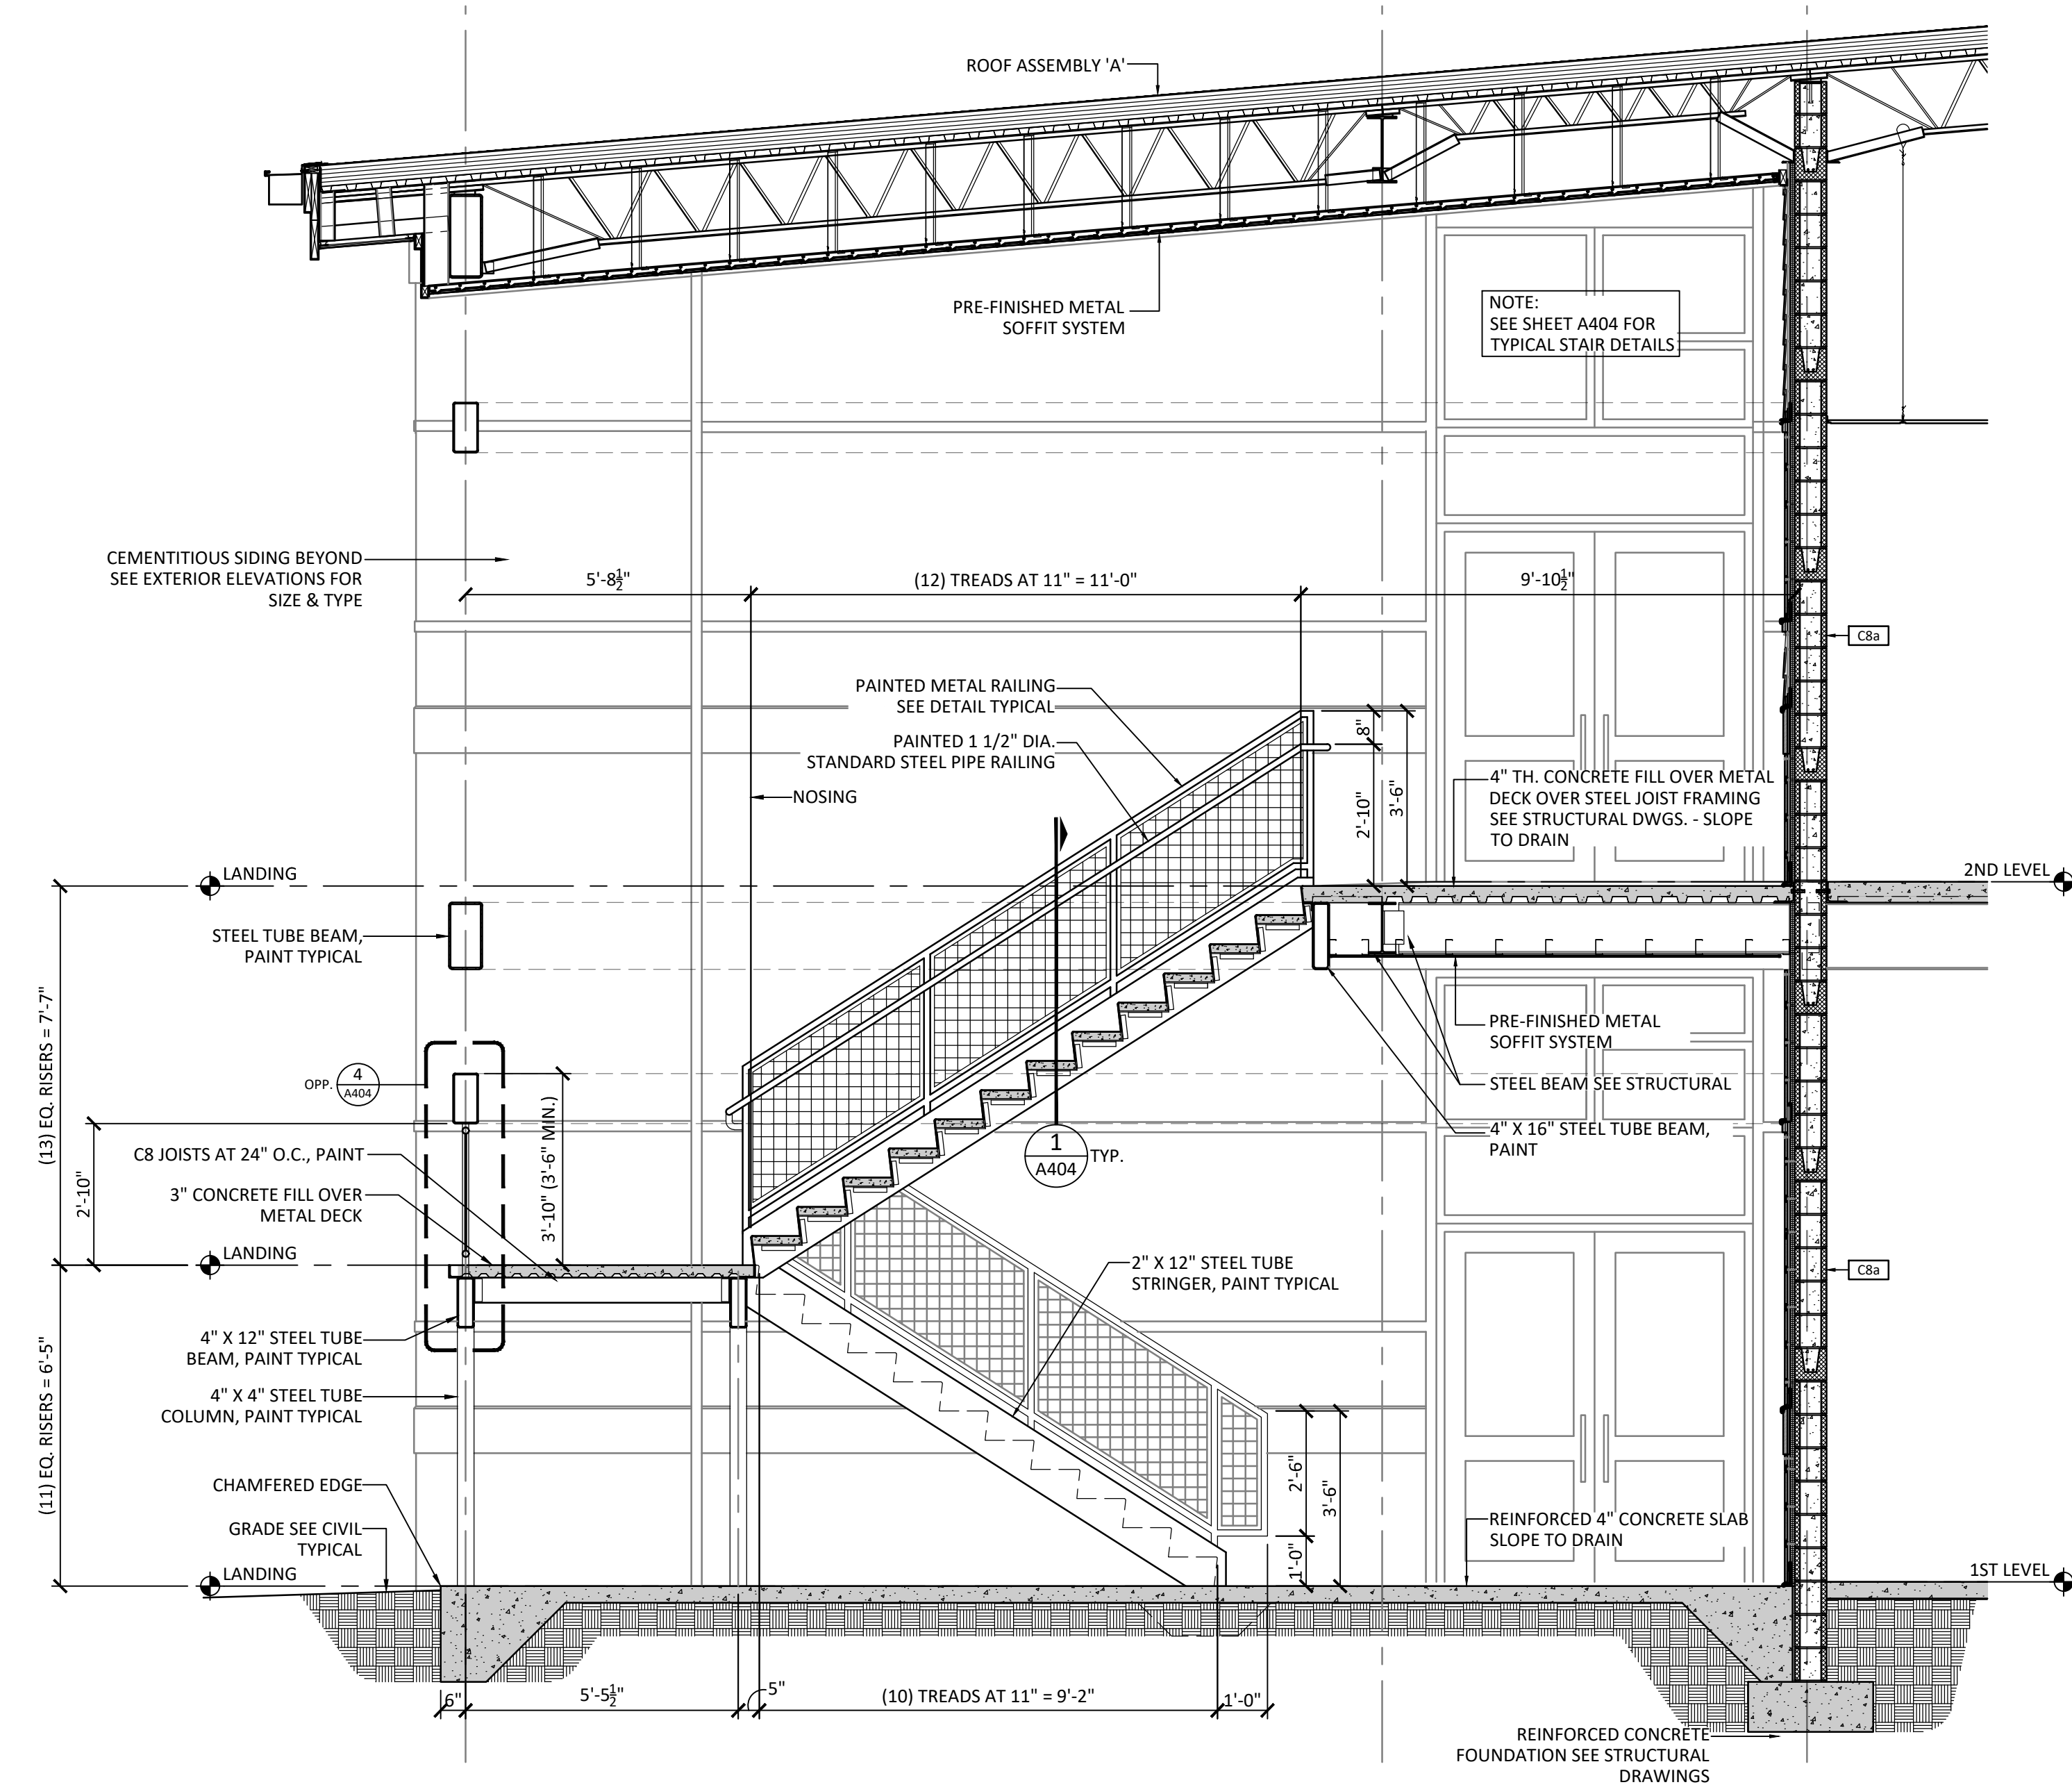 ROOF ASSEMBLY 'A'
PRE-FINISHED METAL
SOFFIT SYSTEM
NOTE:
SEE SHEET A404 FOR
TYPICAL STAIR DETAILS
CEMENTITIOUS SIDING BEYOND
SEE EXTERIOR ELEVATIONS FOR
SIZE & TYPE
5'-8½"
(12) TREADS AT 11" = 11'-0"
9'-10½"
C8a
PAINTED METAL RAILING
SEE DETAIL TYPICAL
PAINTED 1 1/2" DIA.
STANDARD STEEL PIPE RAILING
NOSING
8"
2'-10"
3'-6"
4" TH. CONCRETE FILL OVER METAL
DECK OVER STEEL JOIST FRAMING
SEE STRUCTURAL DWGS. - SLOPE
TO DRAIN
LANDING
2ND LEVEL
STEEL TUBE BEAM,
PAINT TYPICAL
(13) EQ. RISERS = 7'-7"
PRE-FINISHED METAL
SOFFIT SYSTEM
STEEL BEAM SEE STRUCTURAL
4" X 16" STEEL TUBE BEAM,
PAINT
OPP.
4
A404
3'-10" (3'-6" MIN.)
2'-10"
1
A404
TYP.
C8 JOISTS AT 24" O.C., PAINT
3" CONCRETE FILL OVER
METAL DECK
LANDING
2" X 12" STEEL TUBE
STRINGER, PAINT TYPICAL
C8a
4" X 12" STEEL TUBE
BEAM, PAINT TYPICAL
4" X 4" STEEL TUBE
COLUMN, PAINT TYPICAL
(11) EQ. RISERS = 6'-5"
2'-6"
3'-6"
1'-0"
CHAMFERED EDGE
GRADE SEE CIVIL
TYPICAL
REINFORCED 4" CONCRETE SLAB
SLOPE TO DRAIN
LANDING
1ST LEVEL
6"
5'-5½"
5"
(10) TREADS AT 11" = 9'-2"
1'-0"
REINFORCED CONCRETE
FOUNDATION SEE STRUCTURAL
DRAWINGS